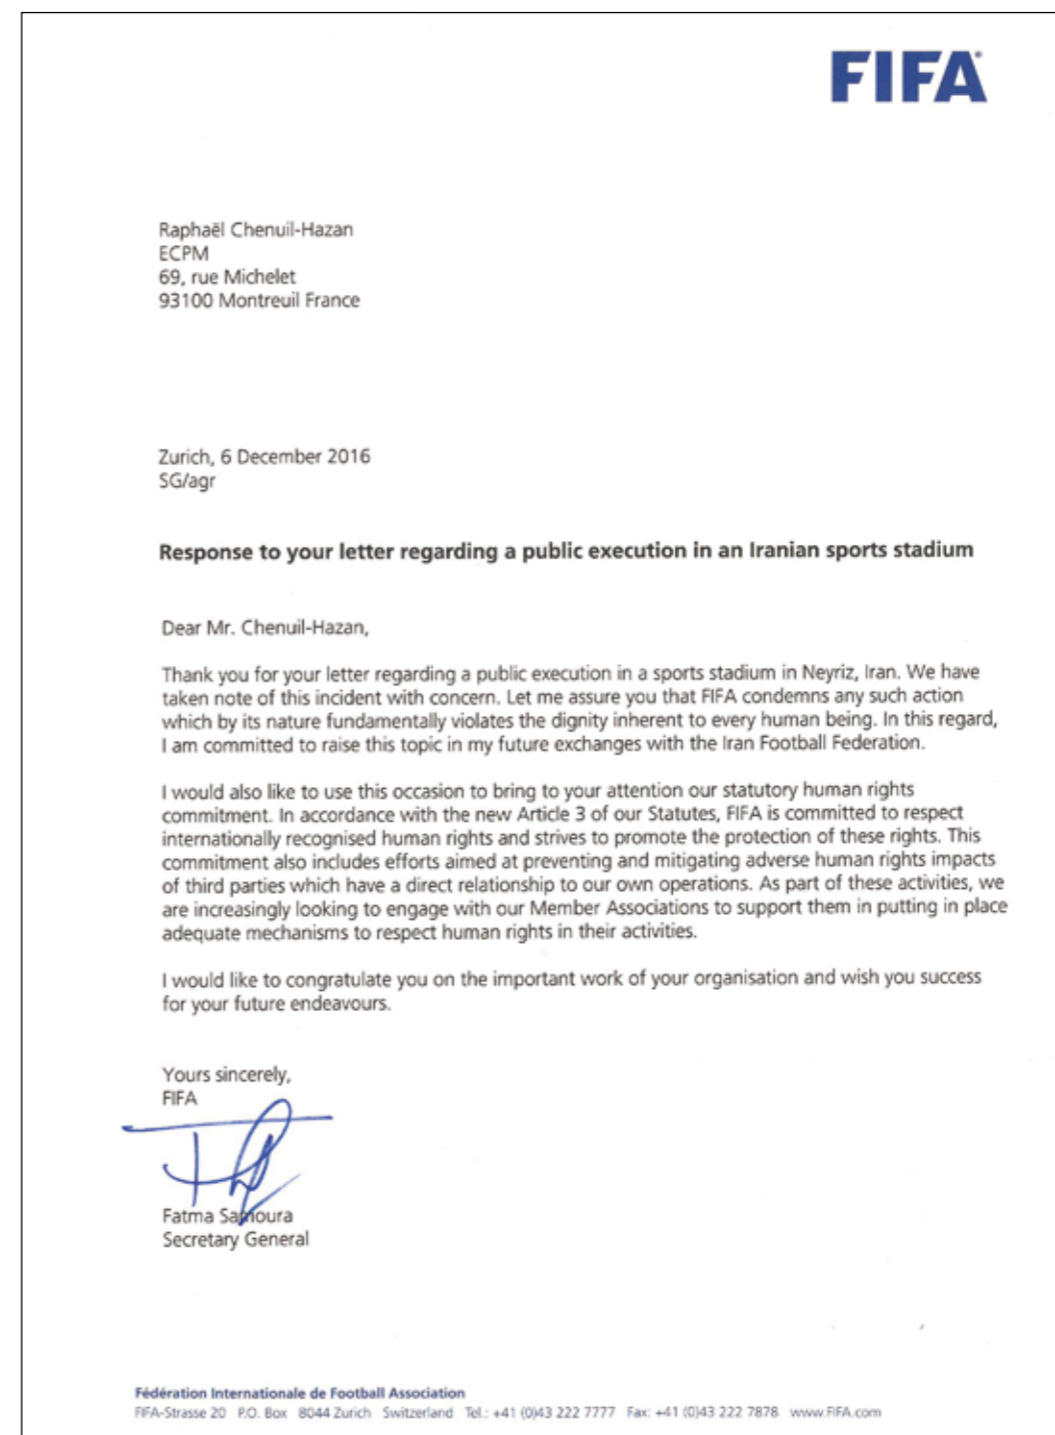 FIFA
Raphaël Chenuil-Hazan
ECPM
69, rue Michelet
93100 Montreuil France
Zurich, 6 December 2016
SG/agr
Response to your letter regarding a public execution in an Iranian sports stadium
Dear Mr. Chenuil-Hazan,
Thank you for your letter regarding a public execution in a sports stadium in Neyriz, Iran. We have
taken note of this incident with concern. Let me assure you that FIFA condemns any such action
which by its nature fundamentally violates the dignity inherent to every human being. In this regard,
I am committed to raise this topic in my future exchanges with the Iran Football Federation.
I would also like to use this occasion to bring to your attention our statutory human rights
commitment. In accordance with the new Article 3 of our Statutes, FIFA is committed to respect
internationally recognised human rights and strives to promote the protection of these rights. This
commitment also includes efforts aimed at preventing and mitigating adverse human rights impacts
of third parties which have a direct relationship to our own operations. As part of these activities, we
are increasingly looking to engage with our Member Associations to support them in putting in place
adequate mechanisms to respect human rights in their activities.
I would like to congratulate you on the important work of your organisation and wish you success
for your future endeavours.
Yours sincerely,
FIFA
Fatma Samoura
Secretary General
Fédération Internationale de Football Association
FIFA-Strasse 20 P.O. Box 8044 Zurich Switzerland Tel.: +41 (0)43 222 7777 Fax: +41 (0)43 222 7878 www.FIFA.com